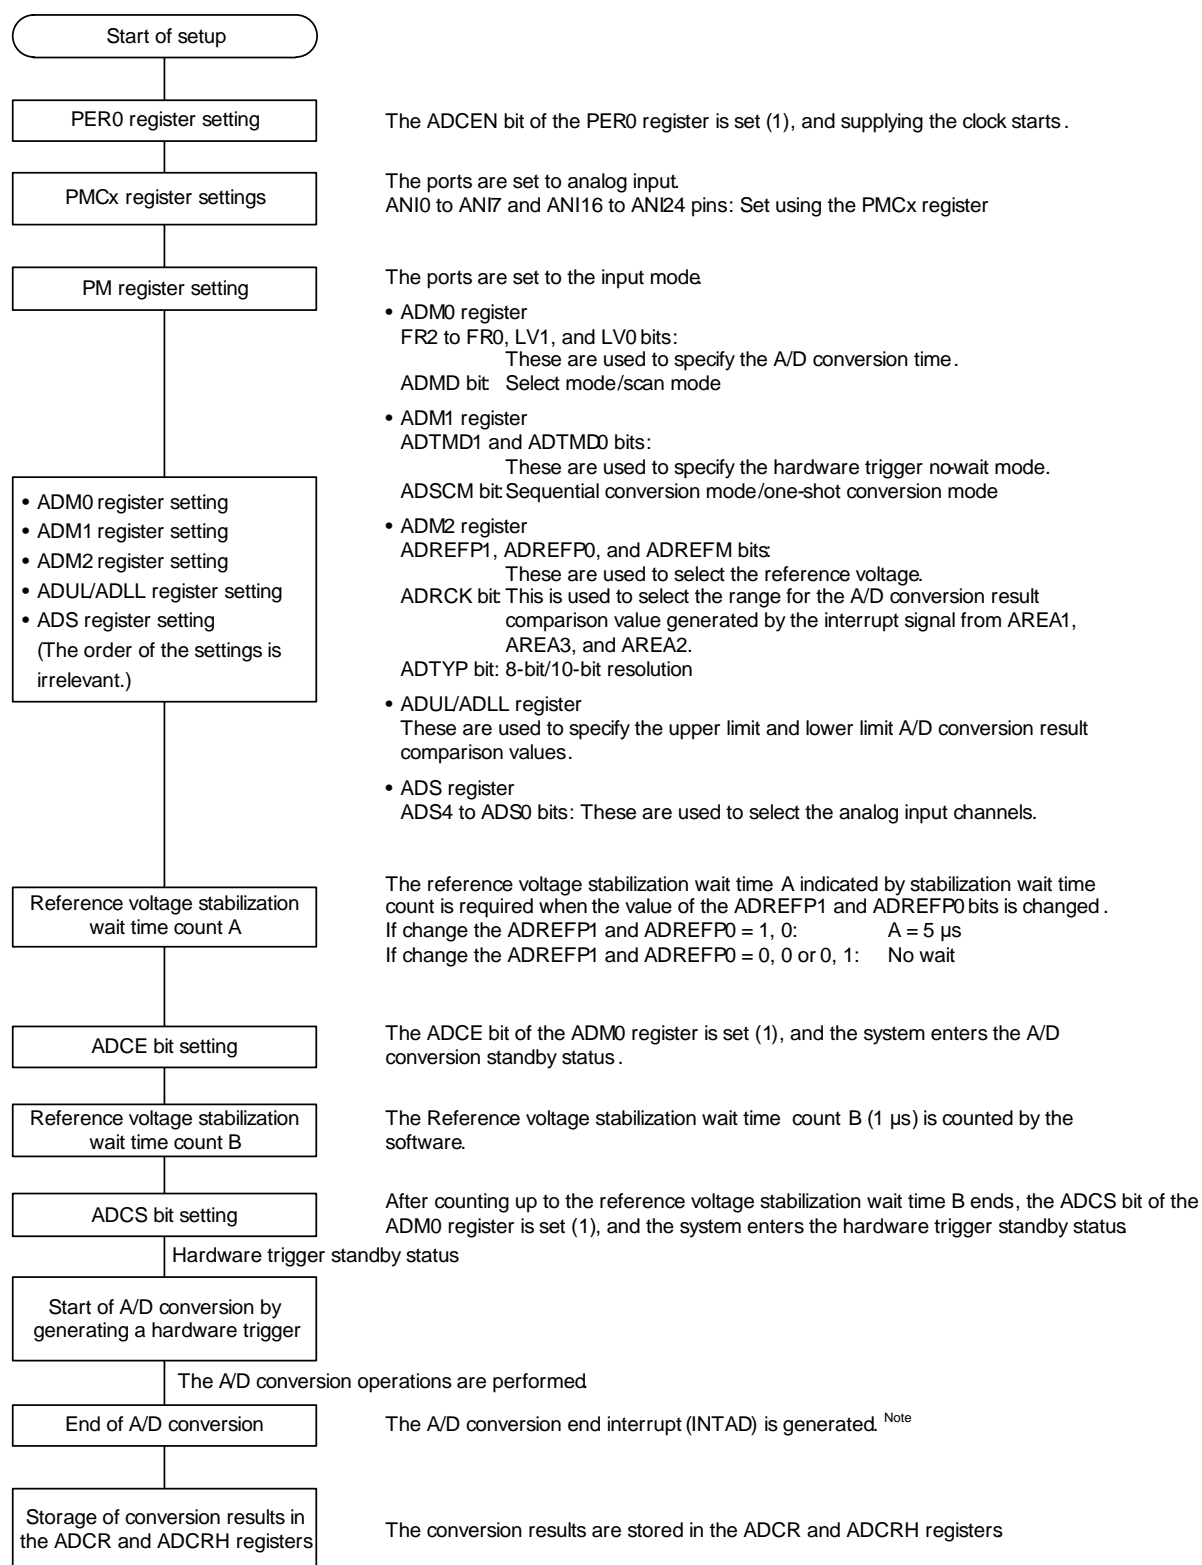 Start of setup
PER0 register setting
The ADCEN bit of the PER0 register is set (1), and supplying the clock starts.
PMCx register settings
The ports are set to analog input.
ANI0 to ANI7 and ANI16 to ANI24 pins: Set using the PMCx register
PM register setting
The ports are set to the input mode.
• ADM0 register setting
• ADM1 register setting
• ADM2 register setting
• ADUL/ADLL register setting
• ADS register setting
(The order of the settings is
irrelevant.)
• ADM0 register
FR2 to FR0, LV1, and LV0 bits:
These are used to specify the A/D conversion time.
ADMD bit: Select mode/scan mode
• ADM1 register
ADTMD1 and ADTMD0 bits:
These are used to specify the hardware trigger no-wait mode.
ADSCM bit: Sequential conversion mode/one-shot conversion mode
• ADM2 register
ADREFP1, ADREFP0, and ADREFM bits:
These are used to select the reference voltage.
ADRCK bit: This is used to select the range for the A/D conversion result
comparison value generated by the interrupt signal from AREA1,
AREA3, and AREA2.
ADTYP bit: 8-bit/10-bit resolution
• ADUL/ADLL register
These are used to specify the upper limit and lower limit A/D conversion result
comparison values.
• ADS register
ADS4 to ADS0 bits: These are used to select the analog input channels.
Reference voltage stabilization
wait time count A
The reference voltage stabilization wait time A indicated by stabilization wait time
count is required when the value of the ADREFP1 and ADREFP0 bits is changed.
If change the ADREFP1 and ADREFP0 = 1, 0: A = 5 µs
If change the ADREFP1 and ADREFP0 = 0, 0 or 0, 1: No wait
ADCE bit setting
The ADCE bit of the ADM0 register is set (1), and the system enters the A/D
conversion standby status.
Reference voltage stabilization
wait time count B
The Reference voltage stabilization wait time count B (1 µs) is counted by the
software.
ADCS bit setting
After counting up to the reference voltage stabilization wait time B ends, the ADCS bit of the
ADM0 register is set (1), and the system enters the hardware trigger standby status.
Hardware trigger standby status
Start of A/D conversion by
generating a hardware trigger
The A/D conversion operations are performed.
End of A/D conversion
The A/D conversion end interrupt (INTAD) is generated. Note
Storage of conversion results in
the ADCR and ADCRH registers
The conversion results are stored in the ADCR and ADCRH registers.